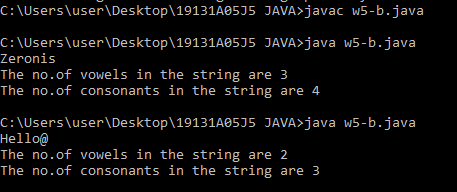 C:\Users\user\Desktop\19131A05J5 JAVA>javac w5-b.java
C:\Users\user\Desktop\19131A05J5 JAVA>java w5-b.java
Zeronis
The no.of vowels in the string are 3
The no.of consonants in the string are 4
C:\Users\user\Desktop\19131A05J5 JAVA>java w5-b.java
Hello@
The no.of vowels in the string are 2
The no.of consonants in the string are 3